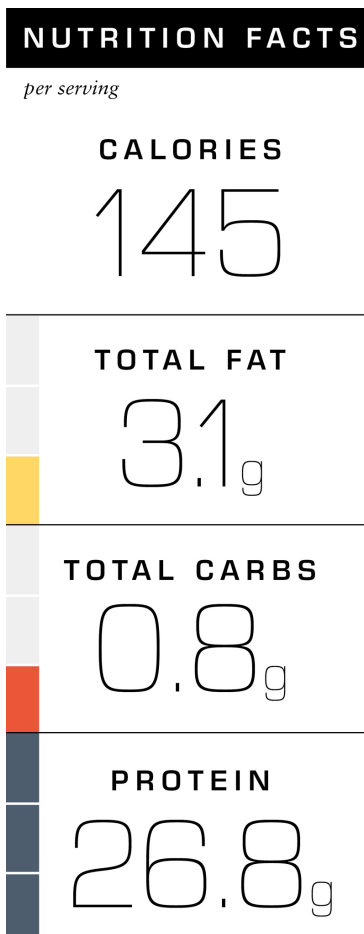 NUTRITION FACTS
per serving
CALORIES
145
TOTAL FAT
3.1g
TOTAL CARBS
0.8g
PROTEIN
26.8g